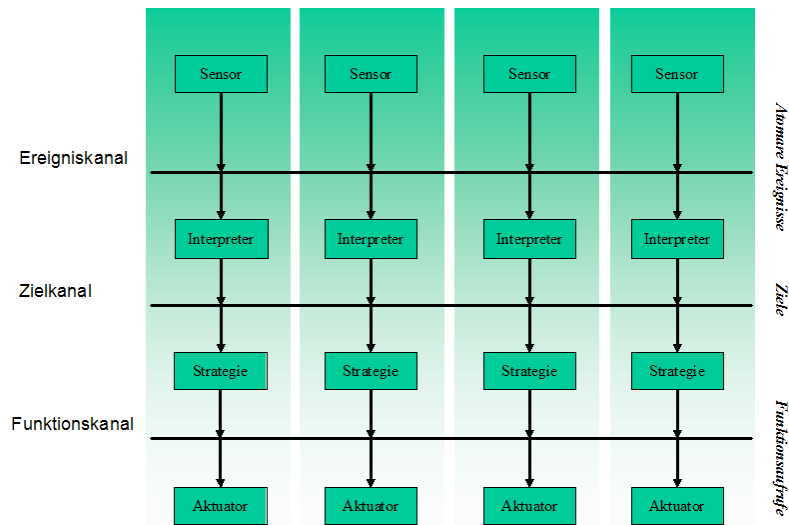 Sensor Sensor Sensor Sensor
Atomare Ereignisse
Ereigniskanal
Interpreter Interpreter Interpreter Interpreter
Zielkanal
Ziele
Strategie Strategie Strategie Strategie
Funktionskanal
Funktionsaufrüfe
Aktuator Aktuator Aktuator Aktuator